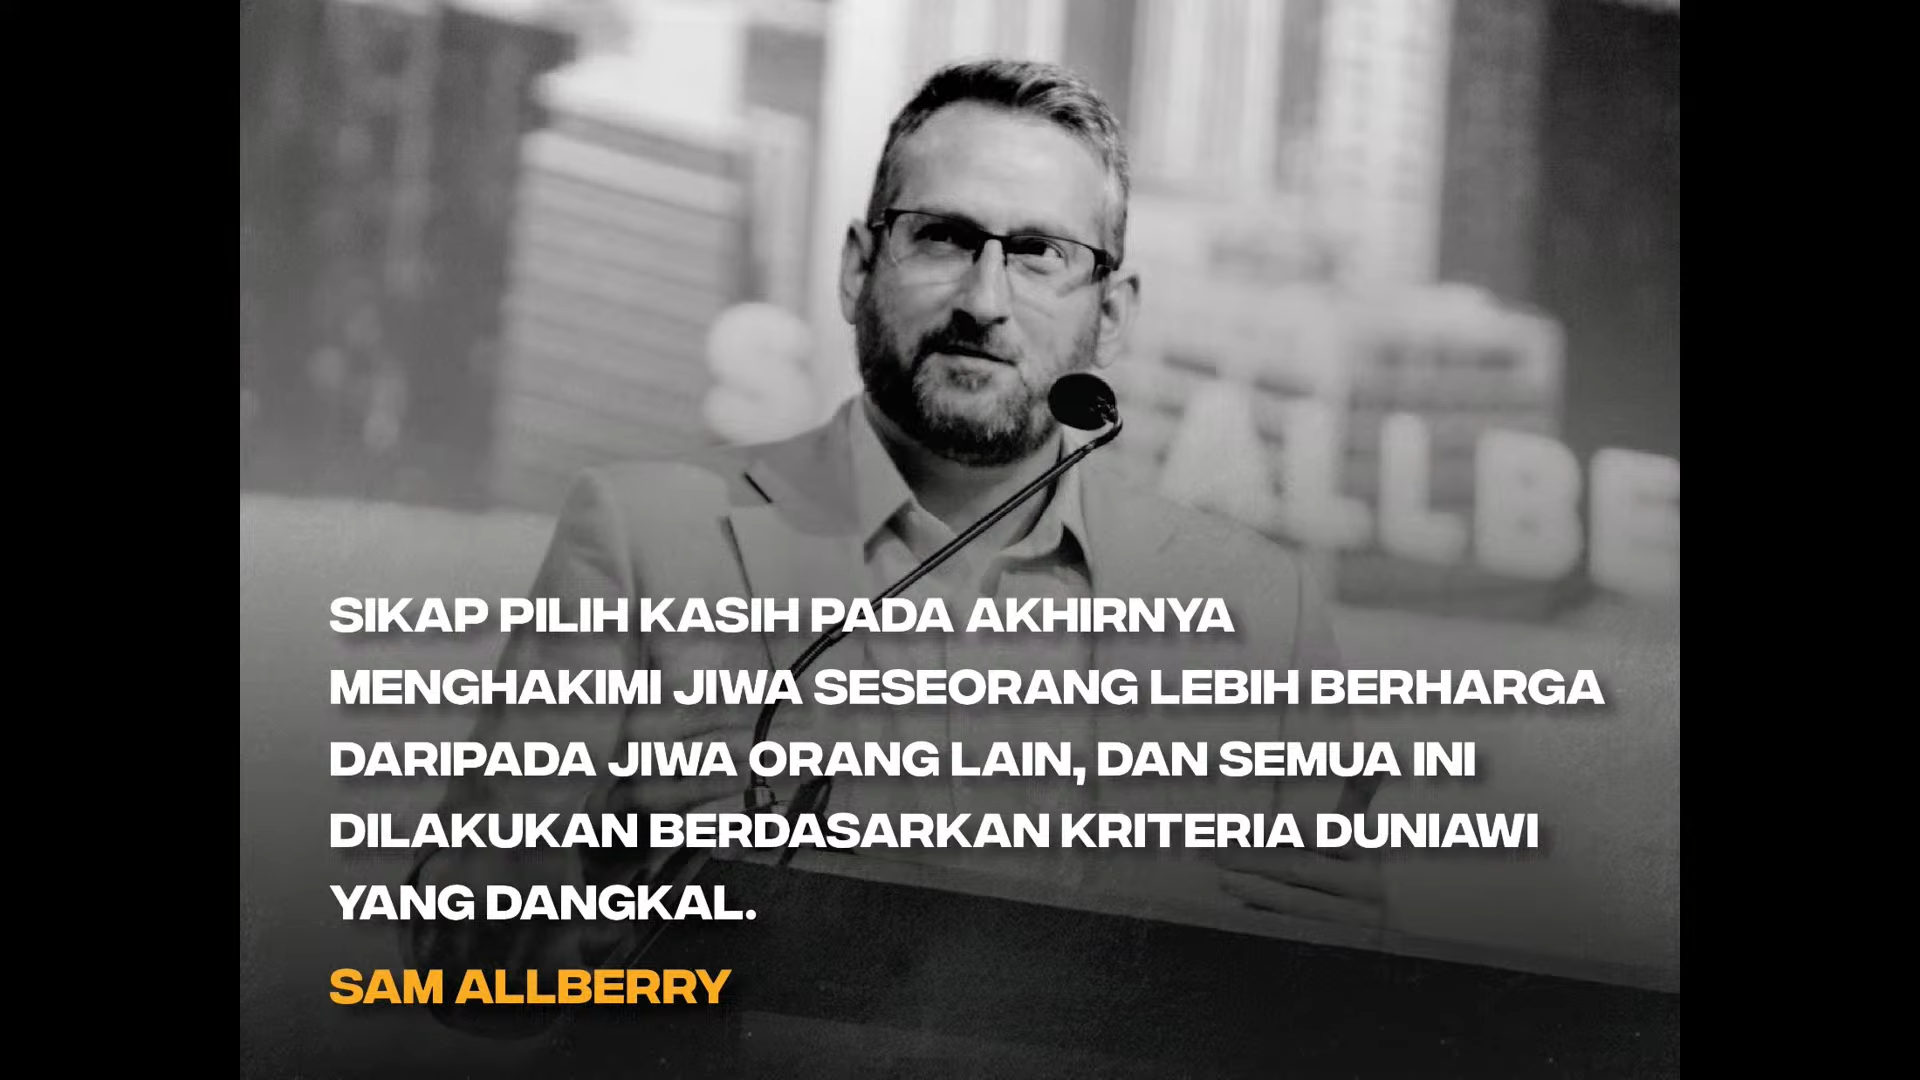 S ALLBE
SIKAP PILIH KASIH PADA AKHIRNYA
MENGHAKIMI JIWA SESEORANG LEBIH BERHARGA
DARIPADA JIWA ORANG LAIN, DAN SEMUA INI
DILAKUKAN BERDASARKAN KRITERIA DUNIAWI
YANG DANGKAL.
SAM ALLBERRY